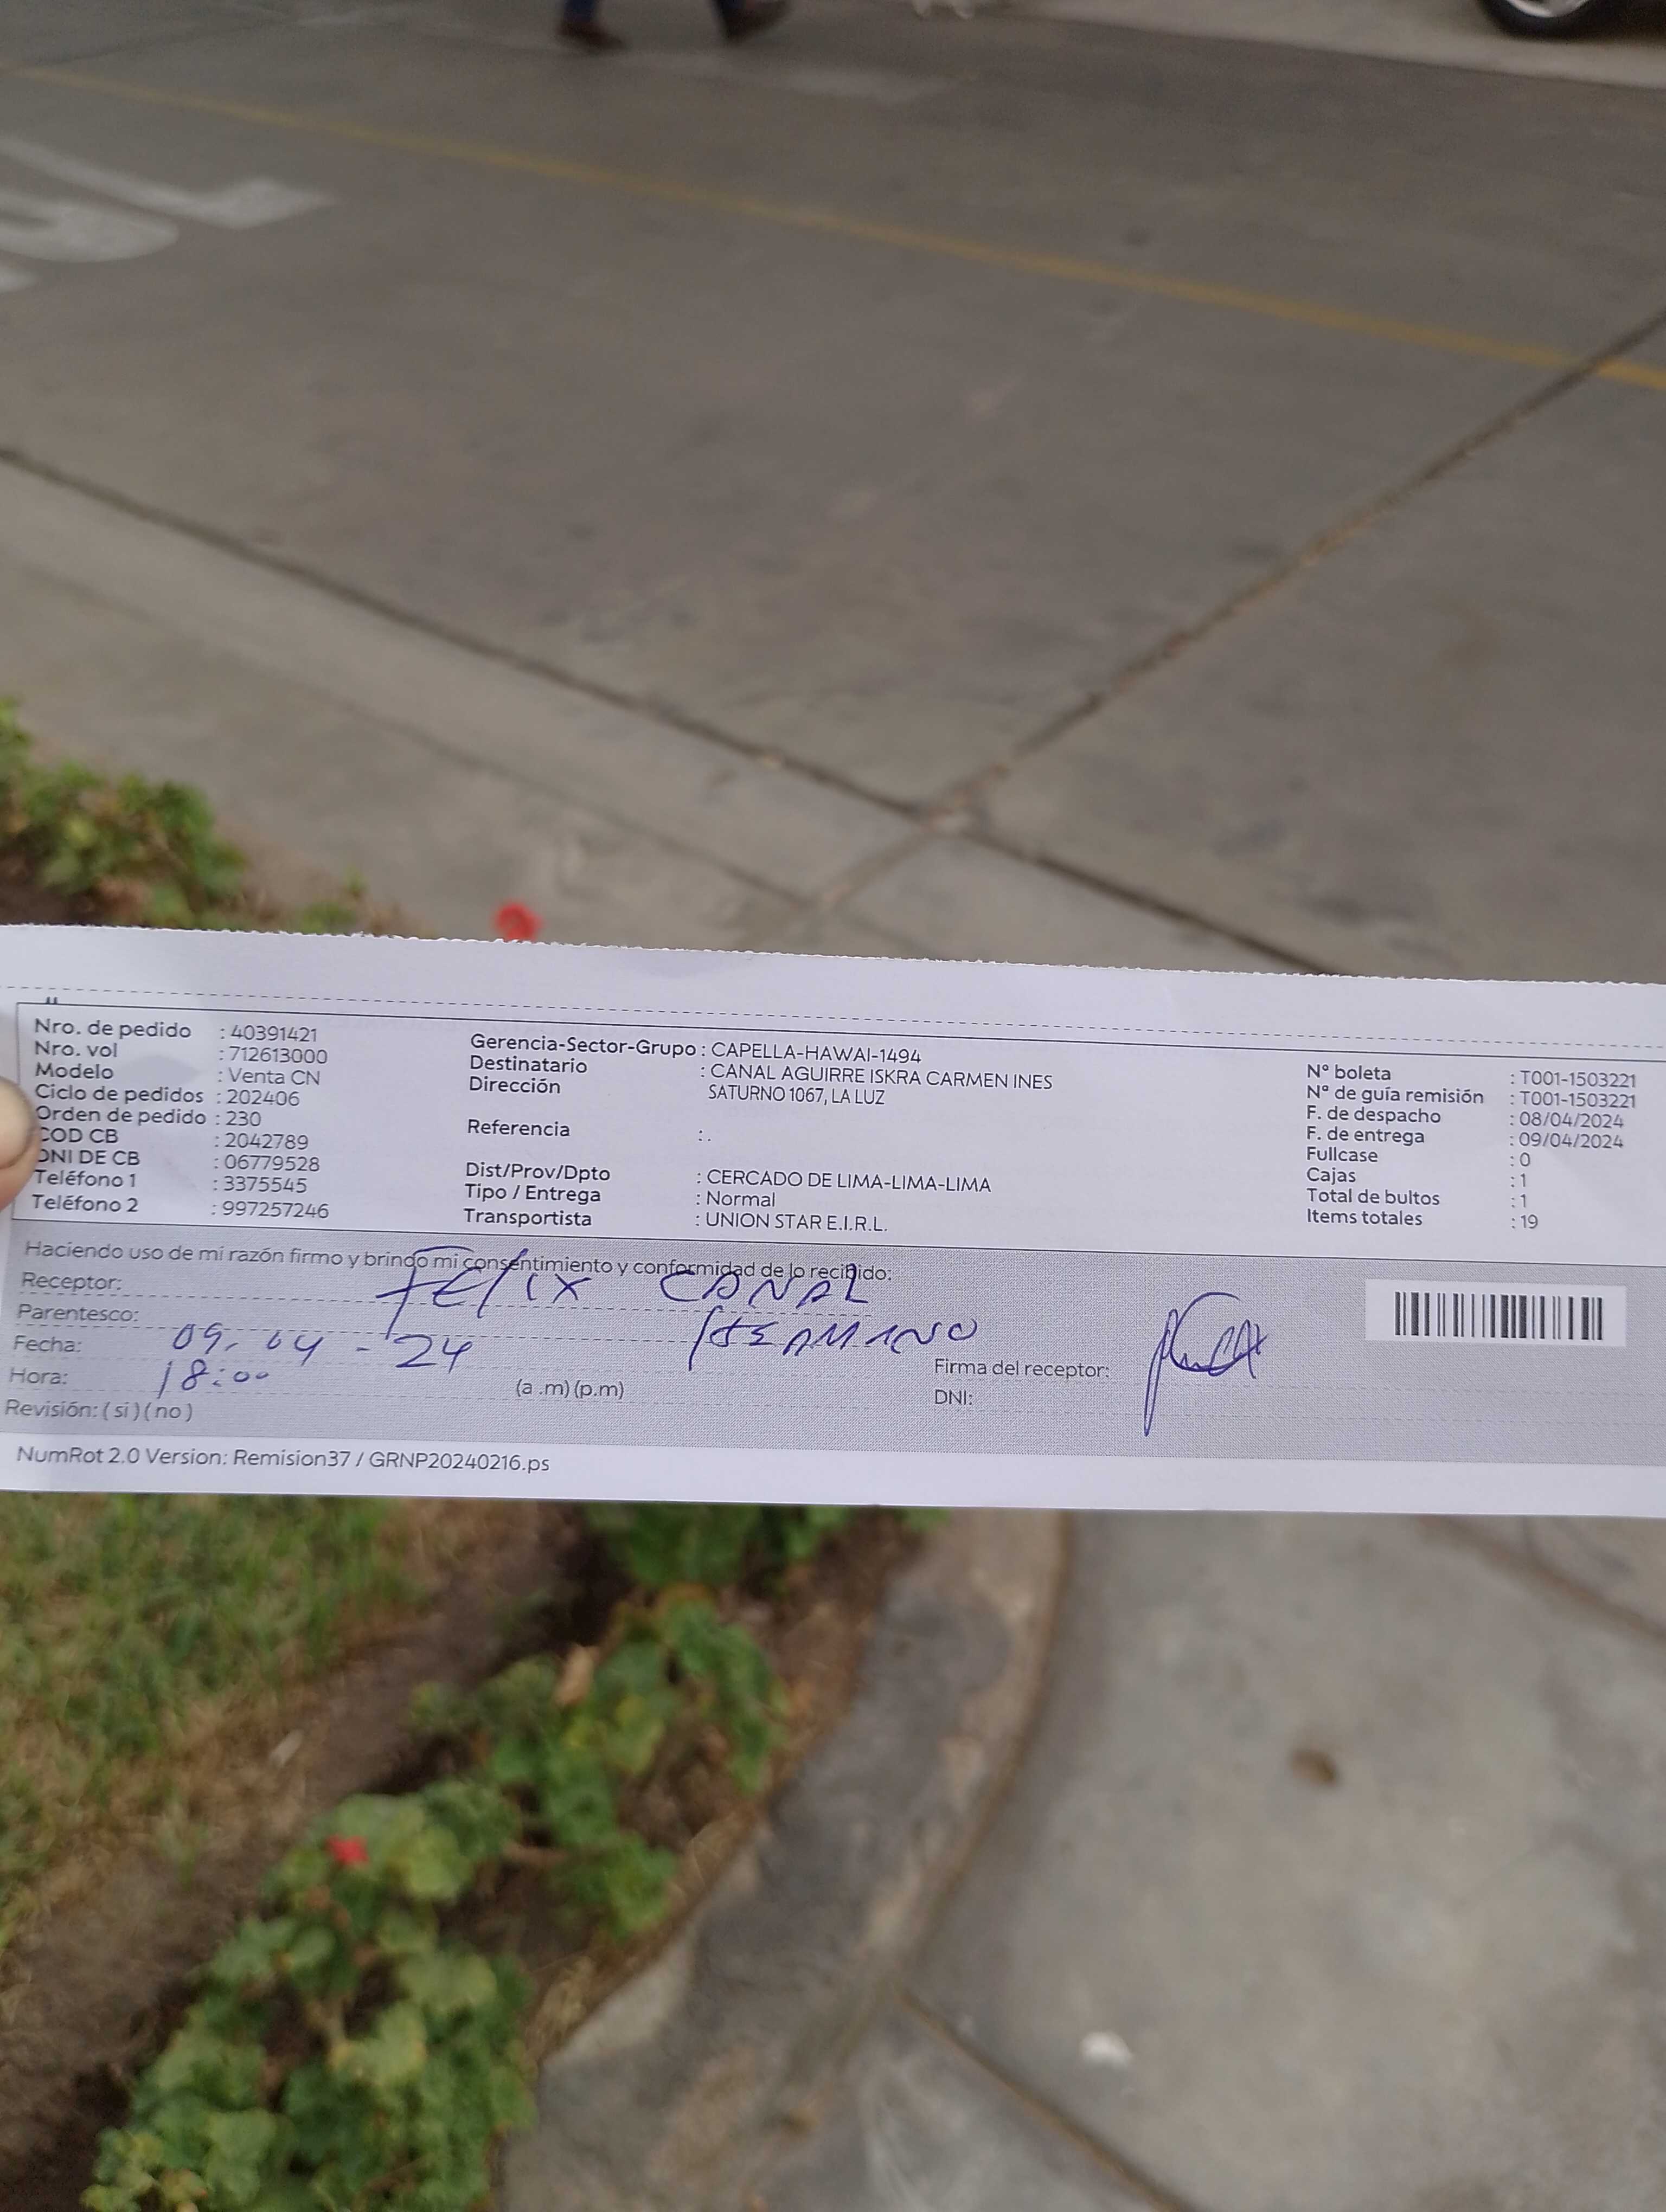 Nro. de pedido : 40391421
Nro. vol : 712613000
Modelo : Venta CN
Ciclo de pedidos : 202406
Orden de pedido : 230
COD CB : 2042789
DNI DE CB : 06779528
Teléfono 1 : 3375545
Teléfono 2 : 997257246
Gerencia-Sector-Grupo : CAPELLA-HAWAI-1494
Destinatario : CANAL AGUIRRE ISKRA CARMEN INES
Dirección SATURNO 1067, LA LUZ
Referencia : .
Dist/Prov/Dpto : CERCADO DE LIMA-LIMA-LIMA
Tipo / Entrega : Normal
Transportista : UNION STAR E.I.R.L.
Nº boleta : T001-1503221
Nº de guía remisión : T001-1503221
F. de despacho : 08/04/2024
F. de entrega : 09/04/2024
Fullcase : 0
Cajas : 1
Total de bultos : 1
Items totales : 19
Haciendo uso de mi razón firmo y brindo mi consentimiento y conformidad de lo recibido:
Receptor: FELIX CANAL
Parentesco: HERMANO
Fecha: 09.04-24
Hora: 18:00 (a .m) (p.m)
Revisión: ( si ) ( no )
Firma del receptor:
DNI:
NumRot 2.0 Version: Remision37 / GRNP20240216.ps